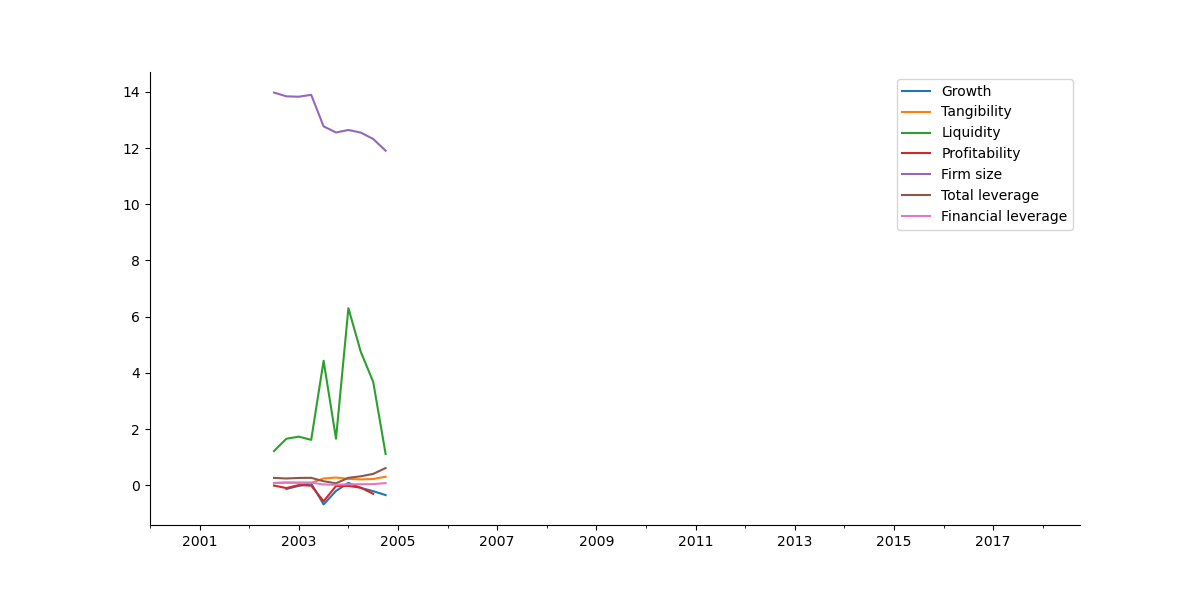 14
12
10
8
6
4
2
0
2001 2003 2005 2007 2009 2011 2013 2015 2017
Growth
Tangibility
Liquidity
Profitability
Firm size
Total leverage
Financial leverage